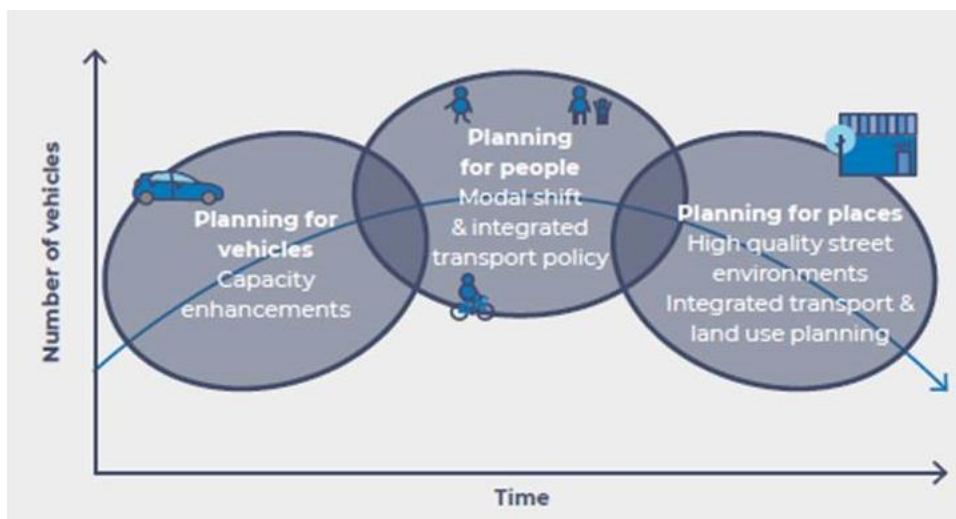 Number of vehicles
Planning for
vehicles
Capacity
enhancements
Planning
for people
Modal shift
& integrated
transport policy
Planning for places
High quality street
environments
Integrated transport &
land use planning
Time